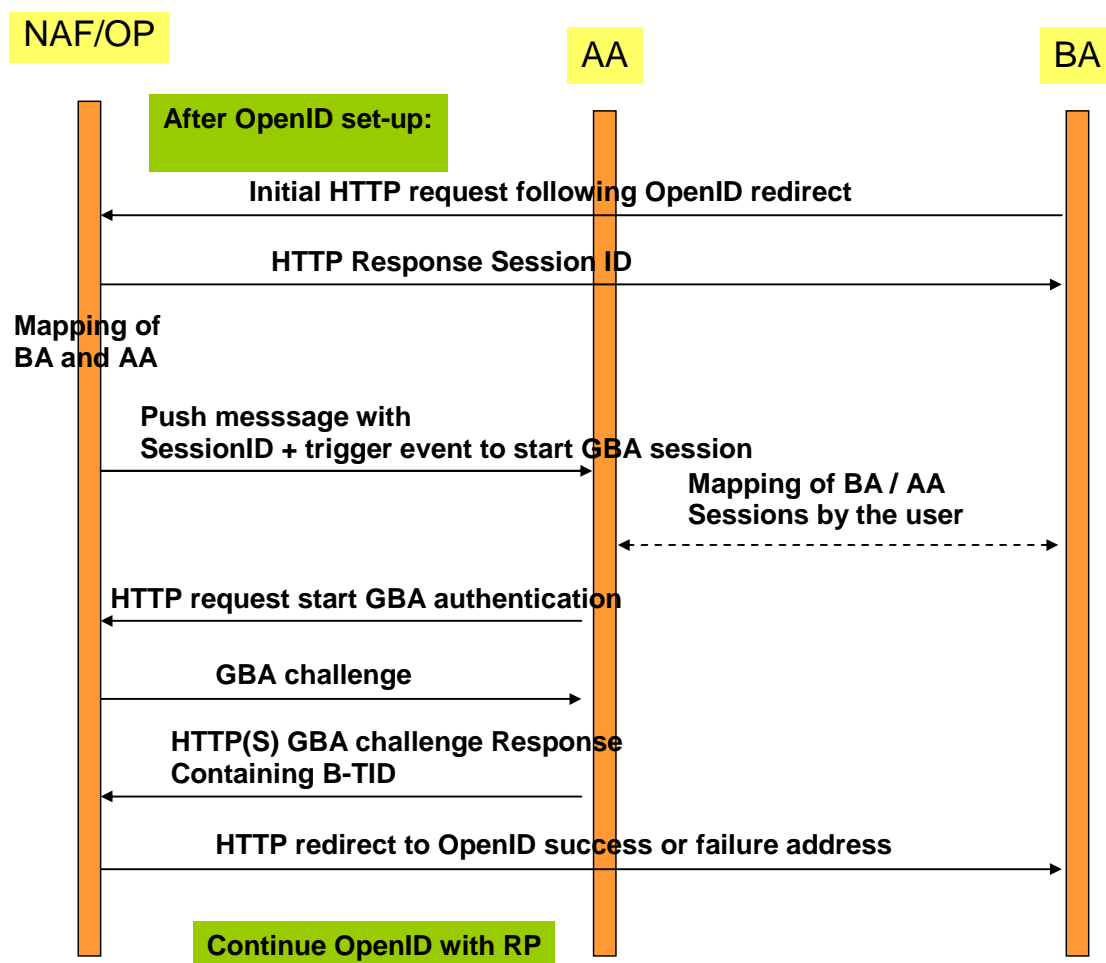 NAF/OP
AA
BA
After OpenID set-up:
Initial HTTP request following OpenID redirect
HTTP Response Session ID
Mapping of
BA and AA
Push messsage with
SessionID + trigger event to start GBA session
Mapping of BA / AA
Sessions by the user
HTTP request start GBA authentication
GBA challenge
HTTP(S) GBA challenge Response
Containing B-TID
HTTP redirect to OpenID success or failure address
Continue OpenID with RP